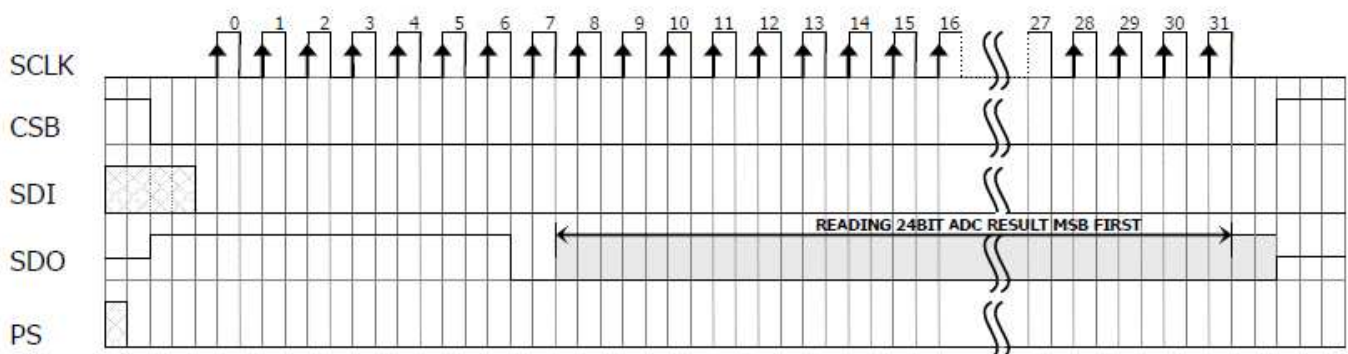 0 1 2 3 4 5 6 7 8 9 10 11 12 13 14 15 16 27 28 29 30 31
SCLK
CSB
SDI
READING 24BIT ADC RESULT MSB FIRST
SDO
PS